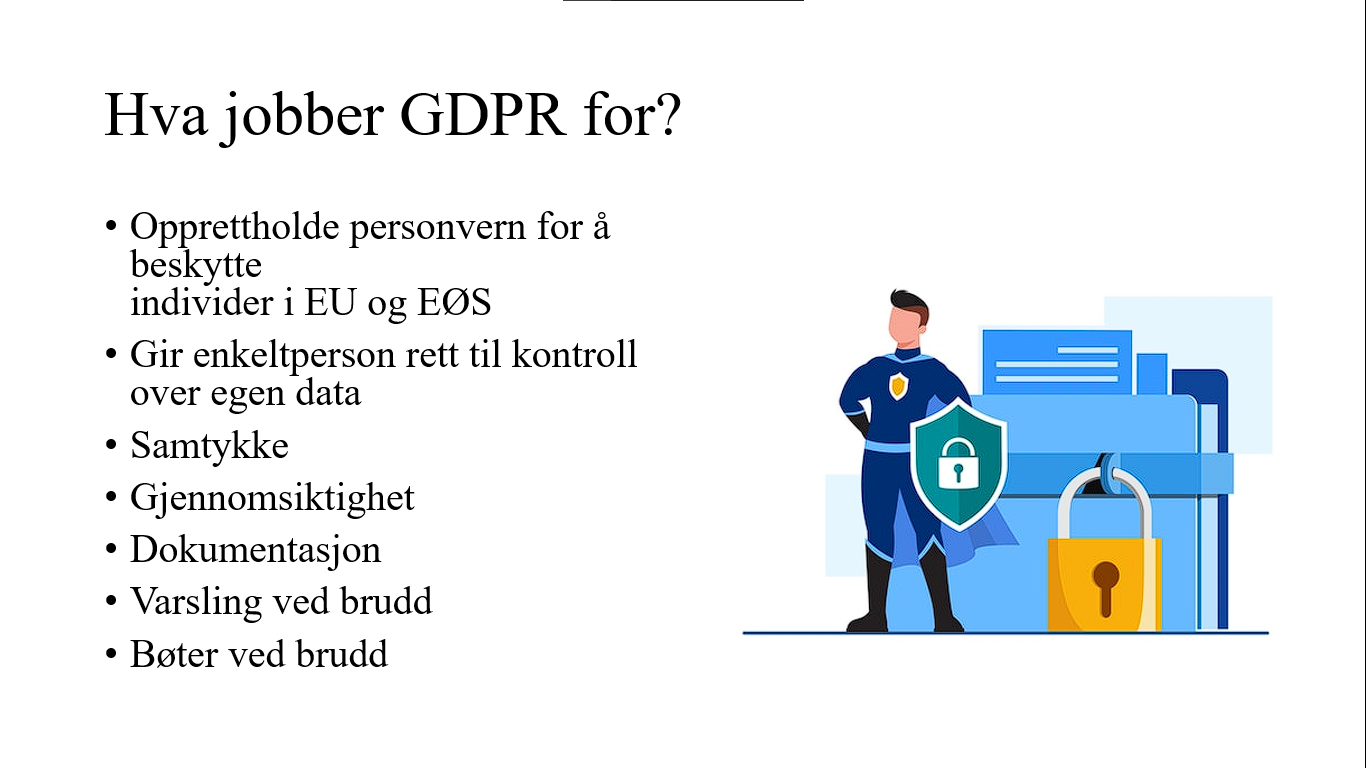 Hva jobber GDPR for?
• Opprettholde personvern for å
beskytte
individer i EU og EØS
• Gir enkeltperson rett til kontroll
over egen data
• Samtykke
• Gjennomsiktighet
• Dokumentasjon
• Varsling ved brudd
• Bøter ved brudd